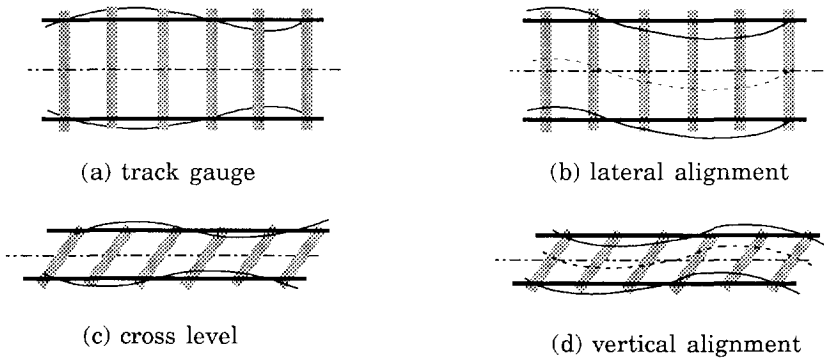 (a) track gauge
(b) lateral alignment
(c) cross level
(d) vertical alignment